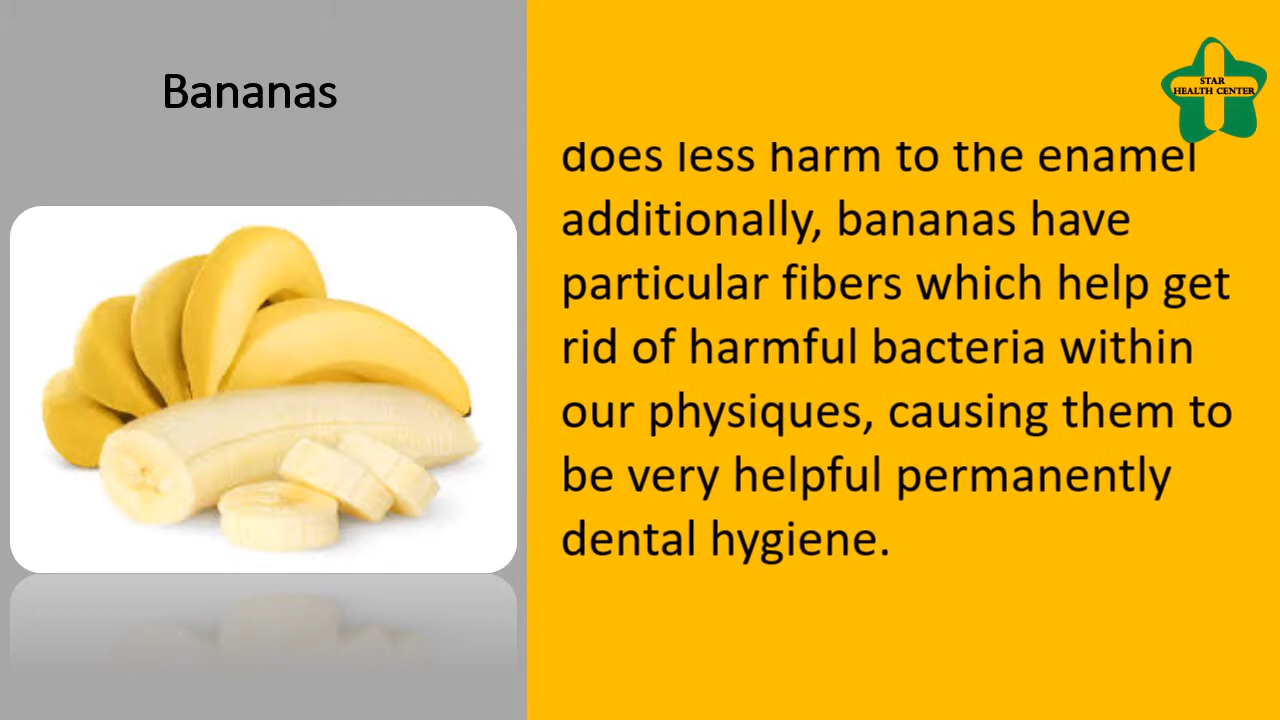 Bananas
STAR
HEALTH CENTER
does less harm to the enamel
additionally, bananas have
particular fibers which help get
rid of harmful bacteria within
our physiques, causing them to
be very helpful permanently
dental hygiene.